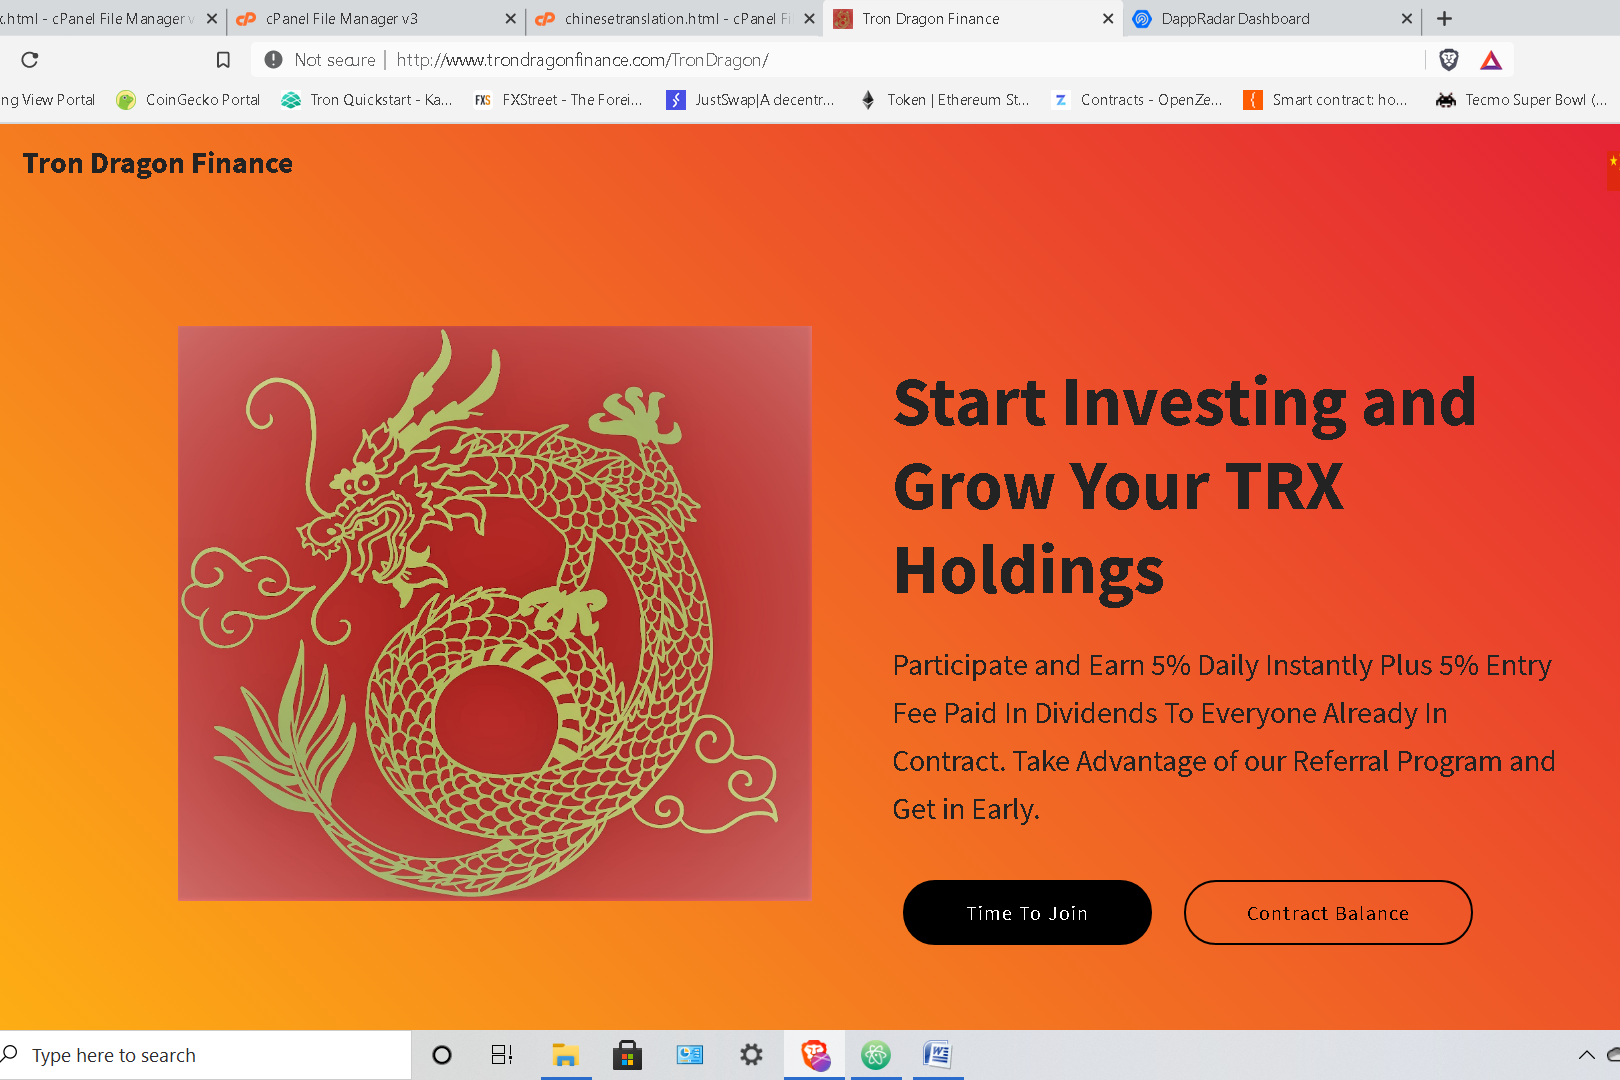 .html - cPanel File Manager v
cPanel File Manager v3
chinesetranslation.html - cPanel Fi
Tron Dragon Finance
DappRadar Dashboard
Not secure
http://www.trondragonfinance.com/TronDragon/
ng View Portal
CoinGecko Portal
Tron Quickstart - Ka...
FXS
FXStreet - The Forei...
JustSwap|A decentr...
Token | Ethereum St...
Contracts - OpenZe...
Smart contract: ho...
Tecmo Super Bowl (...
Tron Dragon Finance
Start Investing and
Grow Your TRX
Holdings
Participate and Earn 5% Daily Instantly Plus 5% Entry
Fee Paid In Dividends To Everyone Already In
Contract. Take Advantage of our Referral Program and
Get in Early.
Time To Join
Contract Balance
Type here to search